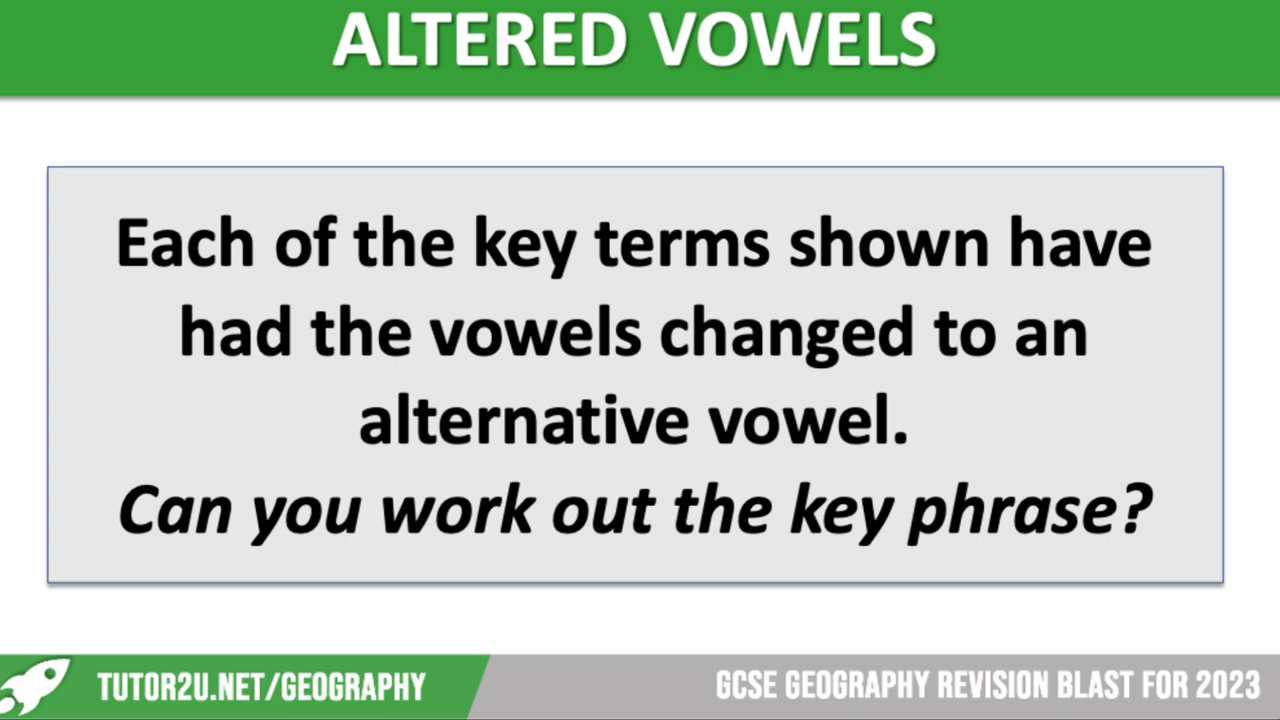 ALTERED VOWELS
Each of the key terms shown have
had the vowels changed to an
alternative vowel.
Can you work out the key phrase?
TUTOR2U.NET/GEOGRAPHY
GCSE GEOGRAPHY REVISION BLAST FOR 2023